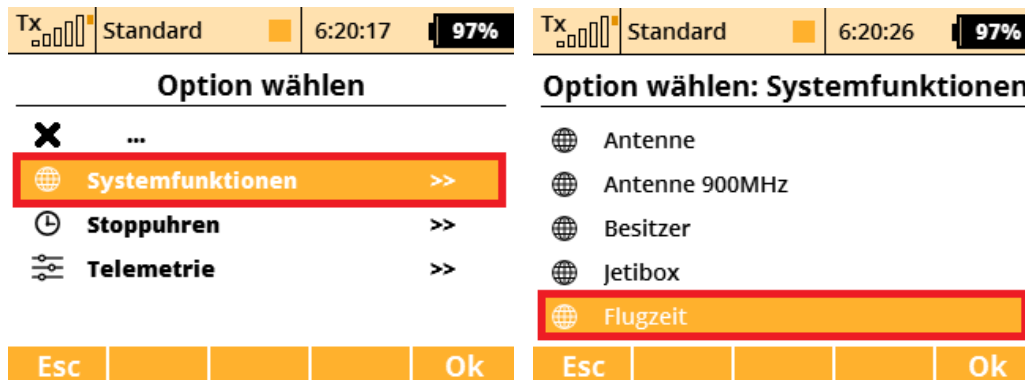 Tx Standard 6:20:17 97%
Option wählen
...
Systemfunktionen >>
Stoppuhren >>
Telemetrie >>
Esc Ok
Tx Standard 6:20:26 97%
Option wählen: Systemfunktionen
Antenne
Antenne 900MHz
Besitzer
Jetibox
Flugzeit
Esc Ok